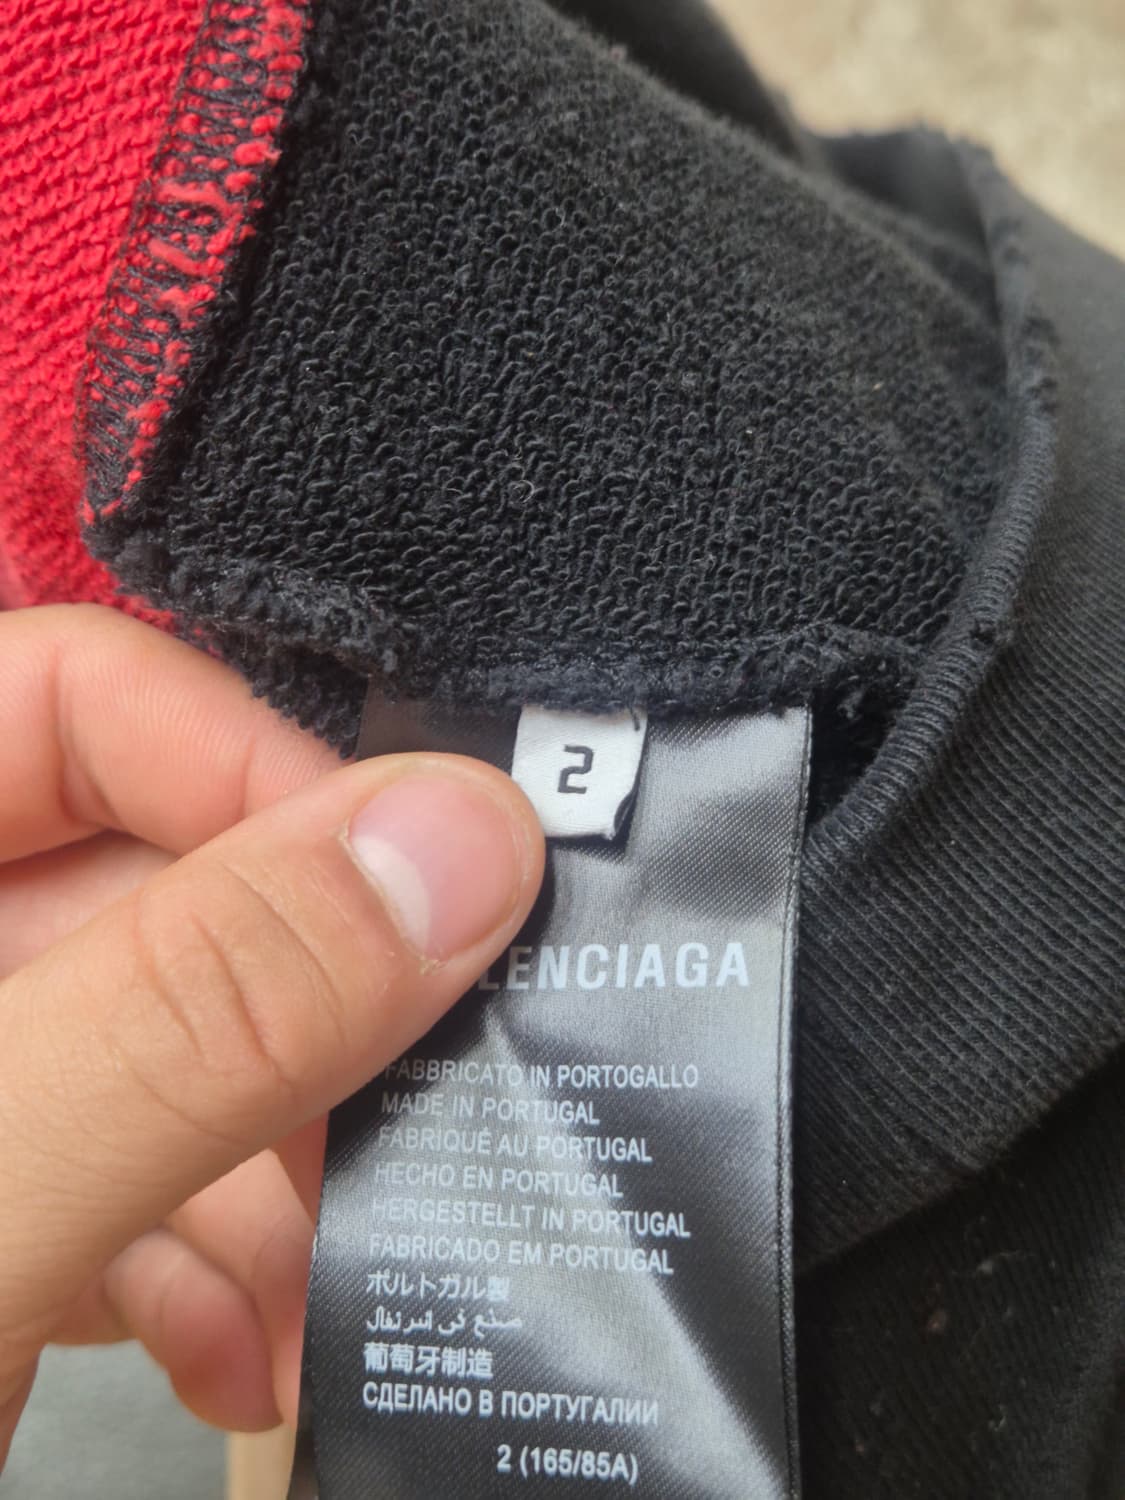 2
LENCIAGA
FABBRICATO IN PORTOGALLO
MADE IN PORTUGAL
FABRIQUÉ AU PORTUGAL
HECHO EN PORTUGAL
HERGESTELLT IN PORTUGAL
FABRICADO EM PORTUGAL
ポルトガル製
صنع في
葡萄牙制造
СДЕЛАНО В ПОРТУГАЛИИ
2 (165/85A)